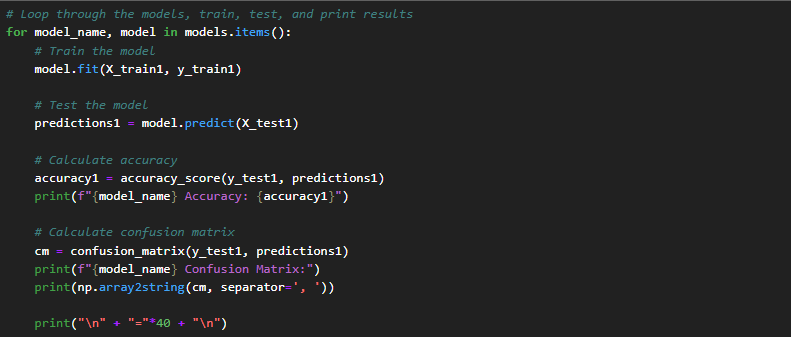 # Loop through the models, train, test, and print results
for model_name, model in models.items():
    # Train the model
    model.fit(X_train1, y_train1)

    # Test the model
    predictions1 = model.predict(X_test1)

    # Calculate accuracy
    accuracy1 = accuracy_score(y_test1, predictions1)
    print(f"{model_name} Accuracy: {accuracy1}")

    # Calculate confusion matrix
    cm = confusion_matrix(y_test1, predictions1)
    print(f"{model_name} Confusion Matrix:")
    print(np.array2string(cm, separator=', '))

    print("\n" + "="*40 + "\n")